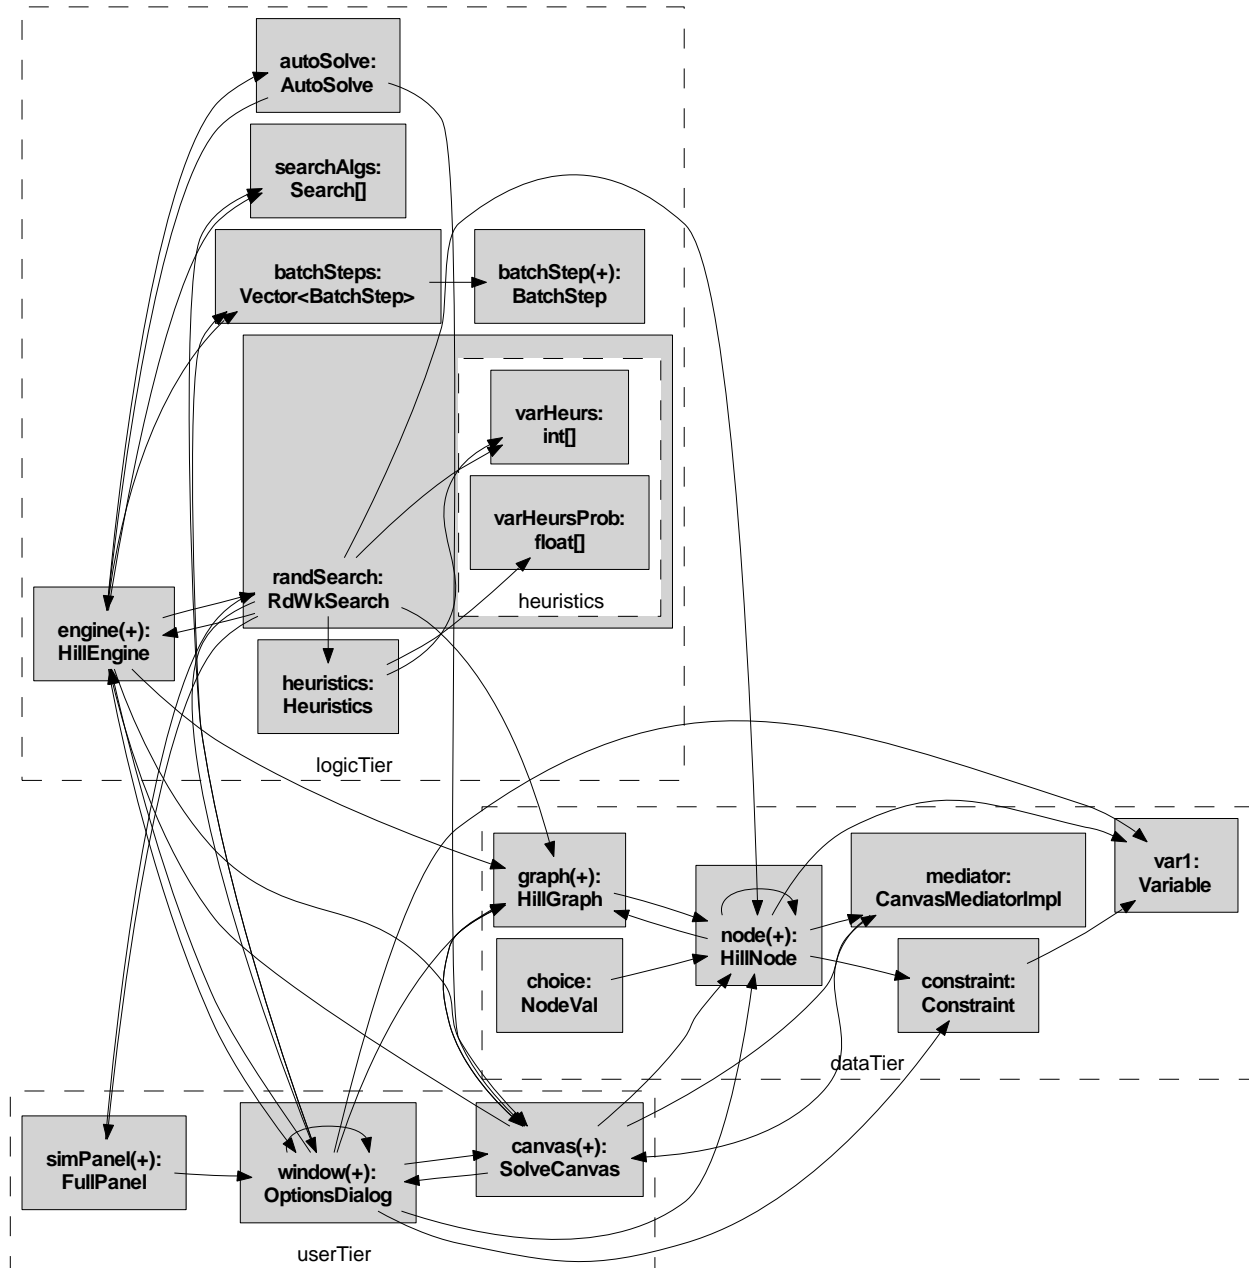 autoSolve:
AutoSolve
searchAlgs:
Search[]
batchSteps:
Vector<BatchStep>
batchStep(+):
BatchStep
varHeurs:
int[]
varHeursProb:
float[]
heuristics
randSearch:
RdWkSearch
engine(+):
HillEngine
heuristics:
Heuristics
logicTier
graph(+):
HillGraph
node(+):
HillNode
mediator:
CanvasMediatorImpl
var1:
Variable
choice:
NodeVal
constraint:
Constraint
dataTier
simPanel(+):
FullPanel
window(+):
OptionsDialog
canvas(+):
SolveCanvas
userTier